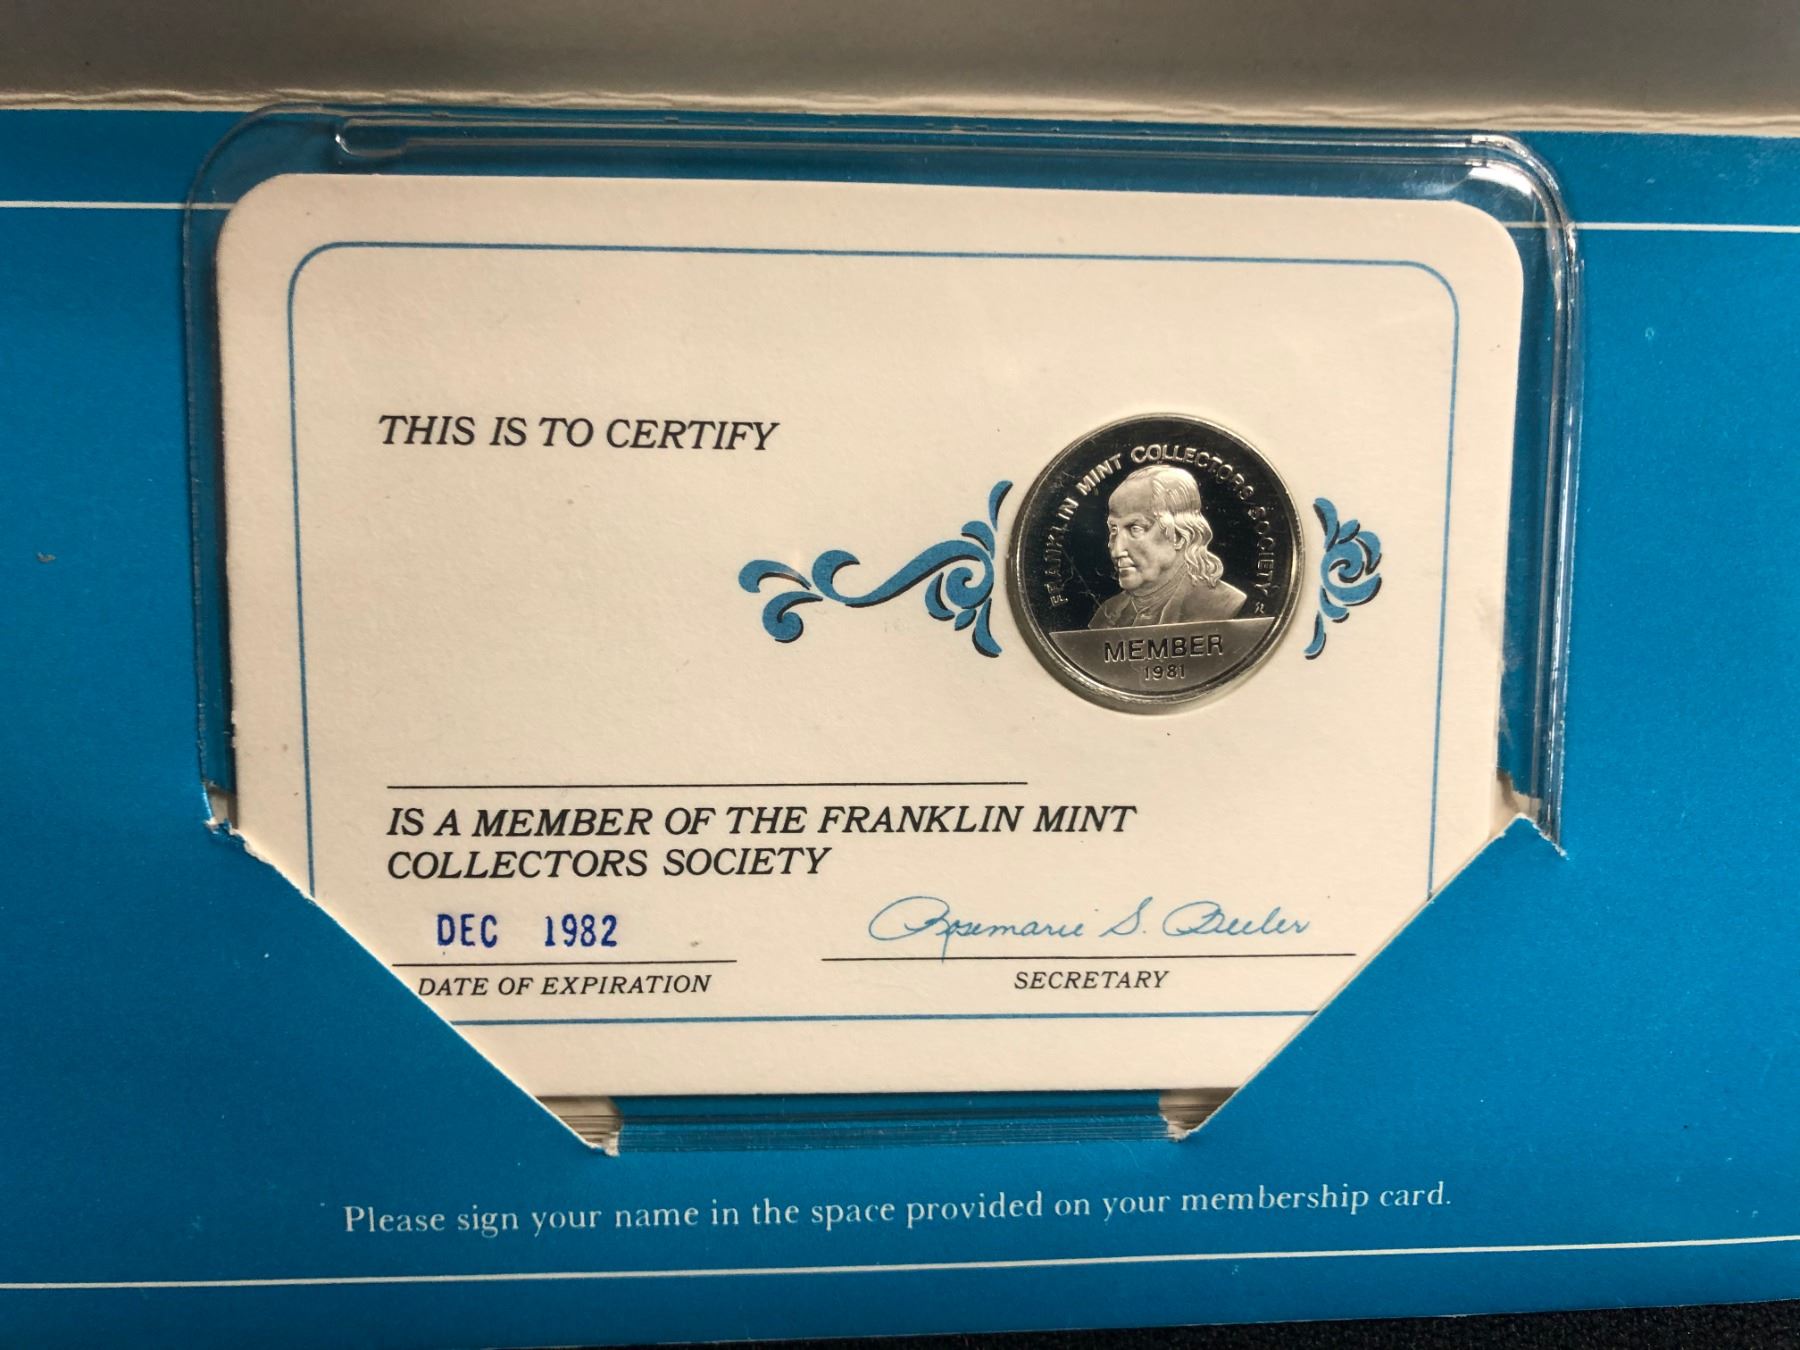 THIS IS TO CERTIFY
FRANKLIN MINT COLLECTORS SOCIETY
MEMBER
1981
IS A MEMBER OF THE FRANKLIN MINT
COLLECTORS SOCIETY
DEC 1982
Rosemarie S.
DATE OF EXPIRATION
SECRETARY
Please sign your name in the space provided on your membership card.